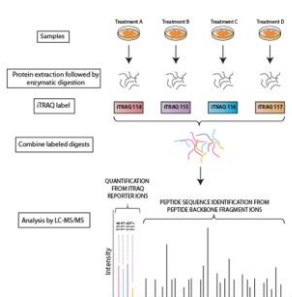 Treatment A
Treatment B
Treatment C
Treatment D
Samples
Protein extraction followed by
enzymatic digestion
iTRAQ label
iTRAQ 114
iTRAQ 115
iTRAQ 116
iTRAQ 117
Combine labeled digests
QUANTIFICATION
FROM iTRAQ
REPORTER IONS
PEPTIDE SEQUENCE IDENTIFICATION FROM
PEPTIDE BACKBONE FRAGMENT IONS
Analysis by LC-MS/MS
Intensity